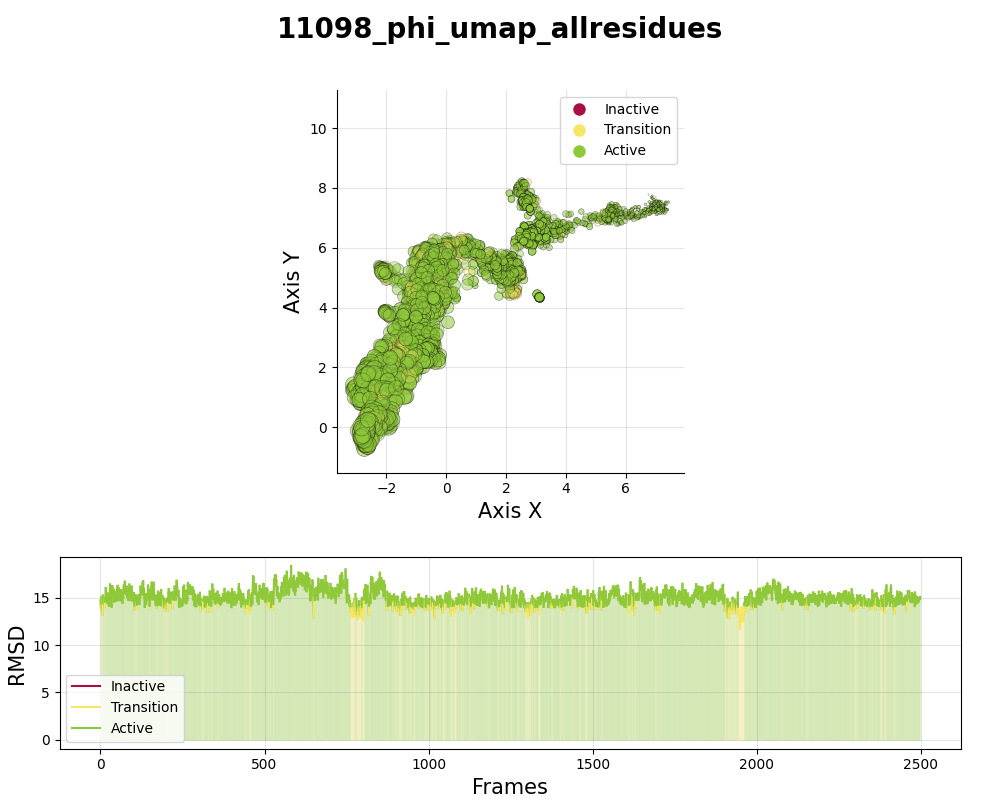 11098_phi_umap_allresidues
Inactive
Transition
Active
10
8
6
4
2
0
Axis Y
−2
0
2
4
6
Axis X
15
10
5
0
RMSD
Inactive
Transition
Active
0
500
1000
1500
2000
2500
Frames